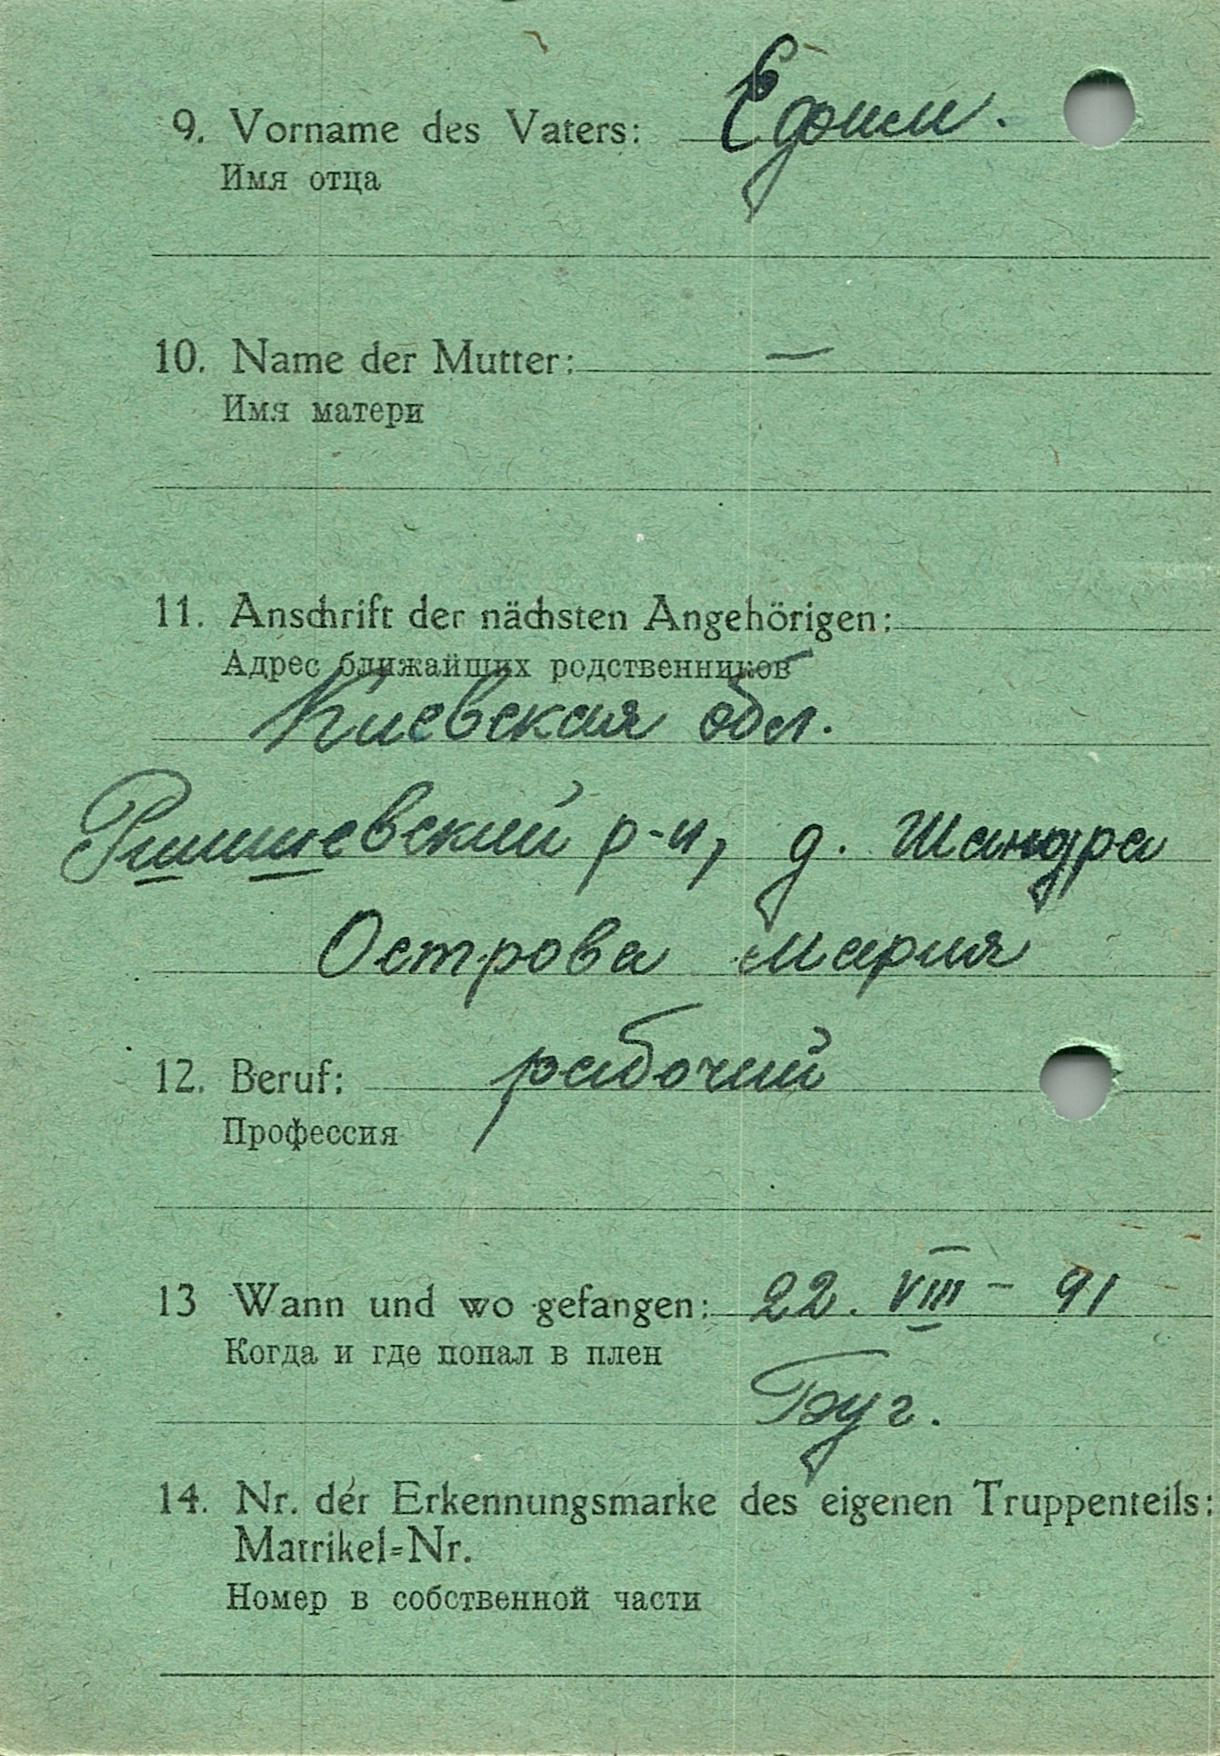 9. Vorname des Vaters: Ефим.
Имя отца
10. Name der Mutter: —
Имя матери
11. Anschrift der nächsten Angehörigen:
Адрес ближайших родственников
Киевская обл.
р-н, д. Шандра
Острова Мария
12. Beruf: рабочий
Профессия
13 Wann und wo gefangen: 22. VIII - 41
Когда и где попал в плен
Буг.
14. Nr. der Erkennungsmarke des eigenen Truppenteils:
Matrikel=Nr.
Номер в собственной части